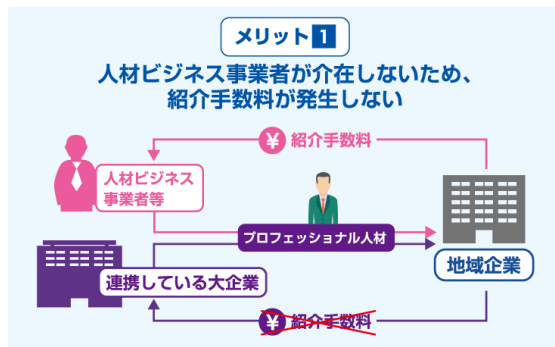 メリット1
人材ビジネス事業者が介在しないため、
紹介手数料が発生しない
¥ 紹介手数料
人材ビジネス
事業者等
プロフェッショナル人材
地域企業
連携している大企業
¥ 紹介手数料